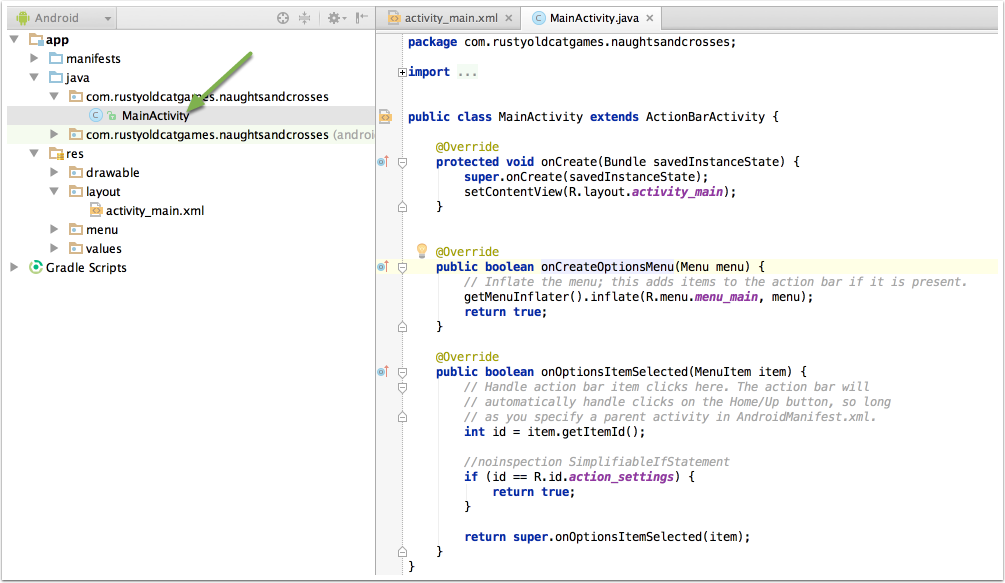 Android
app
manifests
java
com.rustyoldcatgames.naughtsandcrosses
MainActivity
com.rustyoldcatgames.naughtsandcrosses (androi
res
drawable
layout
activity_main.xml
menu
values
Gradle Scripts
activity_main.xml
MainActivity.java
package com.rustyoldcatgames.naughtsandcrosses;
import ...
public class MainActivity extends ActionBarActivity {
@Override
protected void onCreate(Bundle savedInstanceState) {
super.onCreate(savedInstanceState);
setContentView(R.layout.activity_main);
}
@Override
public boolean onCreateOptionsMenu(Menu menu) {
// Inflate the menu; this adds items to the action bar if it is present.
getMenuInflater().inflate(R.menu.menu_main, menu);
return true;
}
@Override
public boolean onOptionsItemSelected(MenuItem item) {
// Handle action bar item clicks here. The action bar will
// automatically handle clicks on the Home/Up button, so long
// as you specify a parent activity in AndroidManifest.xml.
int id = item.getItemId();
//noinspection SimplifiableIfStatement
if (id == R.id.action_settings) {
return true;
}
return super.onOptionsItemSelected(item);
}
}